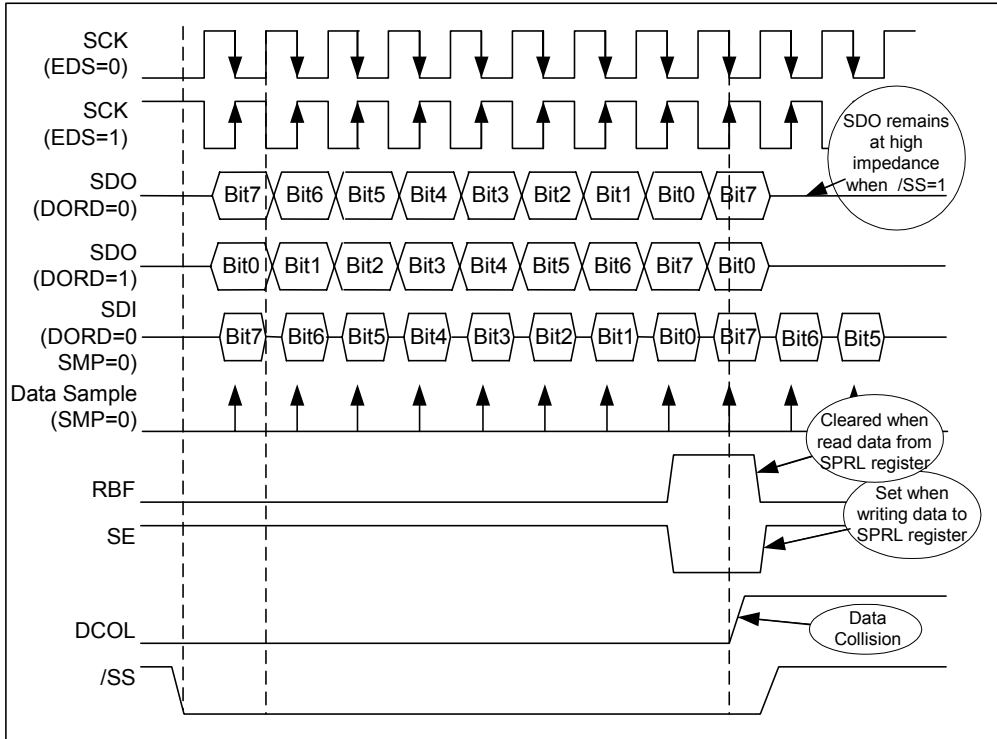 SCK
(EDS=0)
SCK
(EDS=1)
SDO remains
at high
impedance
when /SS=1
SDO
(DORD=0)
Bit7 Bit6 Bit5 Bit4 Bit3 Bit2 Bit1 Bit0 Bit7
SDO
(DORD=1)
Bit0 Bit1 Bit2 Bit3 Bit4 Bit5 Bit6 Bit7 Bit0
SDI
(DORD=0
SMP=0)
Bit7 Bit6 Bit5 Bit4 Bit3 Bit2 Bit1 Bit0 Bit7 Bit6 Bit5
Data Sample
(SMP=0)
Cleared when
read data from
SPRL register
RBF
Set when
writing data to
SPRL register
SE
DCOL
Data
Collision
/SS